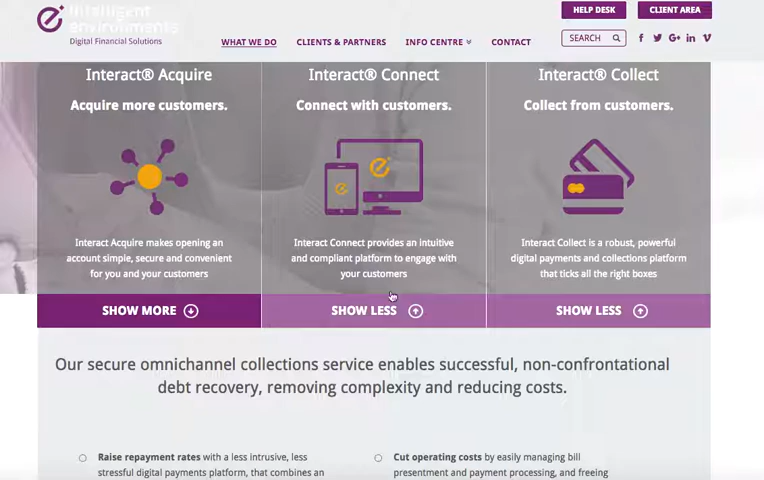 intelligent
environments
Digital Financial Solutions
HELP DESK
CLIENT AREA
WHAT WE DO
CLIENTS & PARTNERS
INFO CENTRE
CONTACT
SEARCH
Interact® Acquire
Acquire more customers.
Interact Acquire makes opening an
account simple, secure and convenient
for you and your customers
SHOW MORE
Interact® Connect
Connect with customers.
Interact Connect provides an intuitive
and compliant platform to engage with
your customers
SHOW LESS
Interact® Collect
Collect from customers.
Interact Collect is a robust, powerful
digital payments and collections platform
that ticks all the right boxes
SHOW LESS
Our secure omnichannel collections service enables successful, non-confrontational
debt recovery, removing complexity and reducing costs.
Raise repayment rates with a less intrusive, less
stressful digital payments platform, that combines an
Cut operating costs by easily managing bill
presentment and payment processing, and freeing